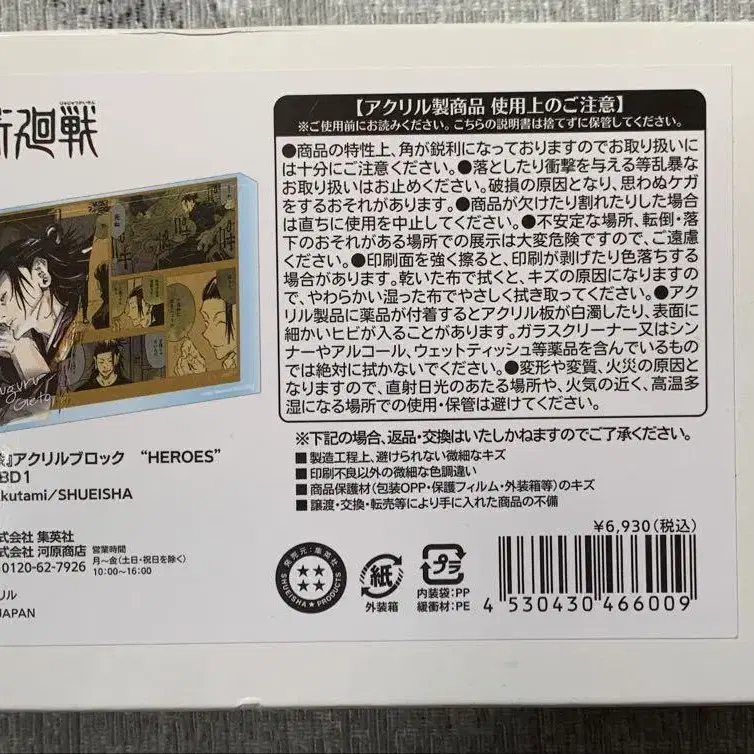 術廻戦
じゅじゅつかいせん
【アクリル製商品 使用上のご注意】
※ご使用前にお読みください。こちらの説明書は捨てずに保管してください。
●商品の特性上、角が鋭利になっておりますのでお取り扱いに
は十分にご注意ください。●落としたり衝撃を与える等乱暴な
お取り扱いはお止めください。破損の原因となり、思わぬケガ
をするおそれがあります。●商品が欠けたり割れたりした場合
は直ちに使用を中止してください。●不安定な場所、転倒・落
下のおそれがある場所での展示は大変危険ですので、ご遠慮
ください。●印刷面を強く擦ると、印刷が剥げたり色落ちする
場合があります。乾いた布で拭くと、キズの原因になりますの
で、やわらかい湿った布でやさしく拭き取ってください。●アク
リル製品に薬品が付着するとアクリル板が白濁したり、表面に
細かいヒビが入ることがあります。ガラスクリーナー又はシン
ナーやアルコール、ウェットティッシュ等薬品を含んでいるもの
では絶対に拭かないでください。●変形や変質、火災の原因と
なりますので、直射日光のあたる場所や、火気の近く、高温多
湿になる場所での使用・保管は避けてください。
※下記の場合、返品・交換はいたしかねますのでご了承ください。
■製造工程上、避けられない微細なキズ
■印刷不良以外の微細な色調違い
■商品保護材(包装OPP・保護フィルム・外装箱等)のキズ
■譲渡・交換・転売等により手に入れた商品の不備
Suguru
Geto
』アクリルブロック “HEROES”
BD1
kutami/SHUEISHA
式会社 集英社
式会社 河原商店
0120-62-7926
営業時間
月〜金(土日・祝日を除く)
10:00〜16:00
リル
JAPAN
発売元:集英社
SHUEISHA PRODUCTS
紙
外装箱
プラ
内装袋:PP
緩衝材:PE
¥6,930(税込)
4 530430 466009